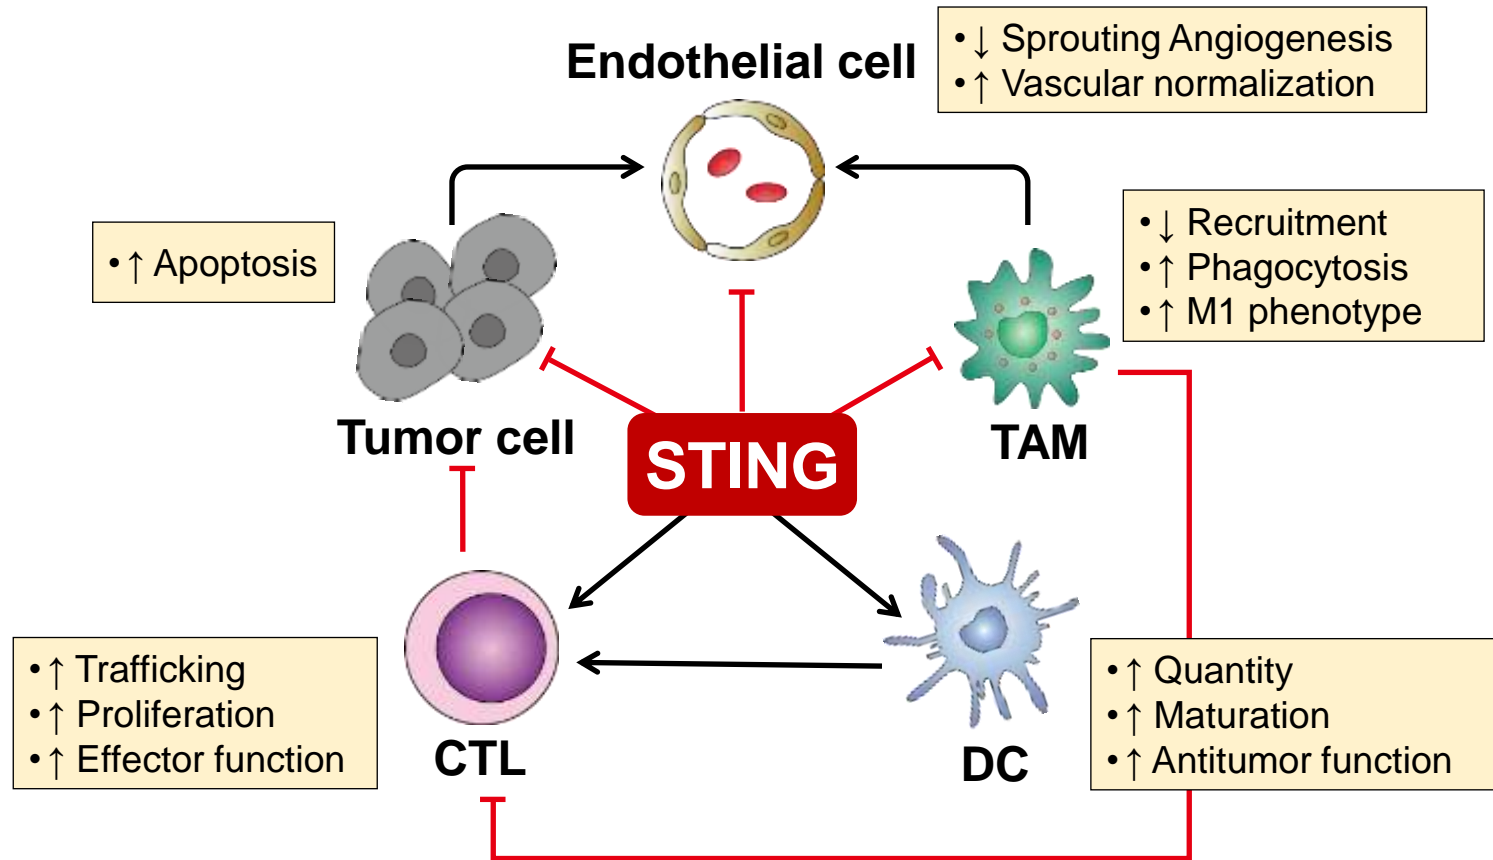 Endothelial cell
• ↓ Sprouting Angiogenesis
• ↑ Vascular normalization
• ↑ Apoptosis
• ↓ Recruitment
• ↑ Phagocytosis
• ↑ M1 phenotype
Tumor cell
STING
TAM
• ↑ Trafficking
• ↑ Proliferation
• ↑ Effector function
CTL
DC
• ↑ Quantity
• ↑ Maturation
• ↑ Antitumor function